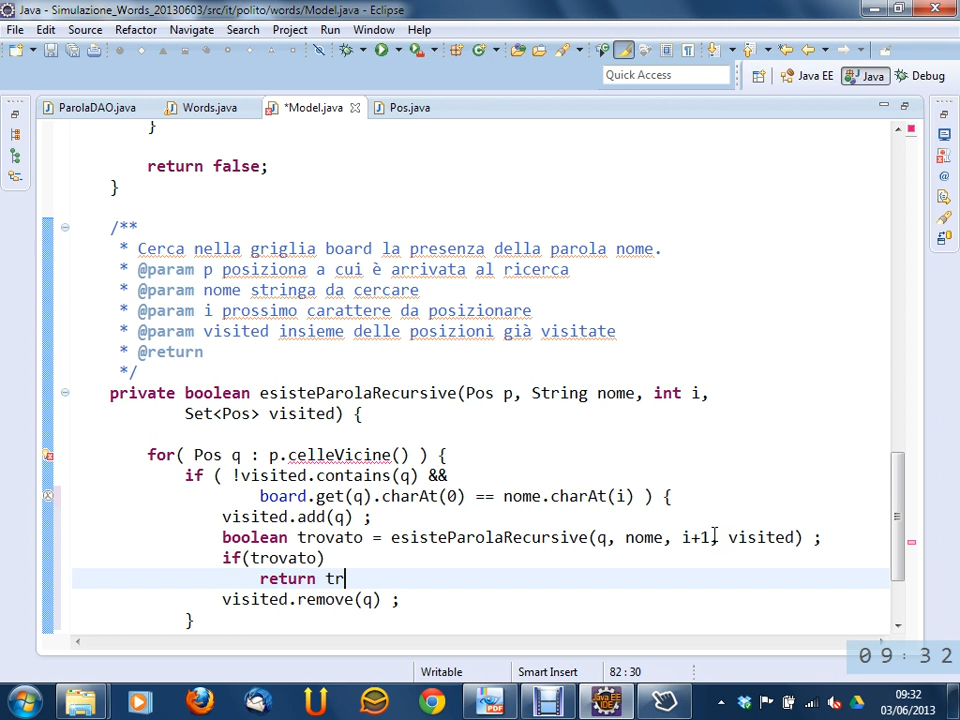 Java - Simulazione_Words_20130603/src/it/polito/words/Model.java - Eclipse
File Edit Source Refactor Navigate Search Project Run Window Help
Quick Access
Java EE Java Debug
ParolaDAO.java Words.java *Model.java Pos.java
}
return false;
}
/**
* Cerca nella griglia board la presenza della parola nome.
* @param p posiziona a cui è arrivata al ricerca
* @param nome stringa da cercare
* @param i prossimo carattere da posizionare
* @param visited insieme delle posizioni già visitate
* @return
*/
private boolean esisteParolaRecursive(Pos p, String nome, int i,
Set<Pos> visited) {
for( Pos q : p.celleVicine() ) {
if ( !visited.contains(q) &&
board.get(q).charAt(0) == nome.charAt(i) ) {
visited.add(q) ;
boolean trovato = esisteParolaRecursive(q, nome, i+1, visited) ;
if(trovato)
return tr
visited.remove(q) ;
}
Writable Smart Insert 82 : 30
09:32
09:32
03/06/2013